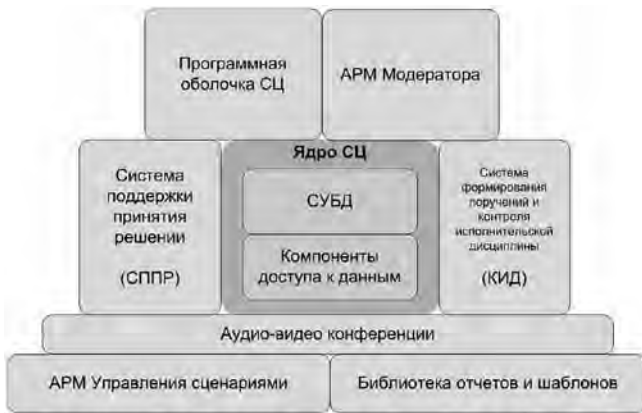 Программная
оболочка СЦ
АРМ Модератора
Система
поддержки
принятия
решении
(СППР)
Ядро СЦ
СУБД
Компоненты
доступа к данным
Система
формирования
поручений и
контроля
исполнительской
дисциплины
(КИД)
Аудио-видео конференции
АРМ Управления сценариями
Библиотека отчетов и шаблонов